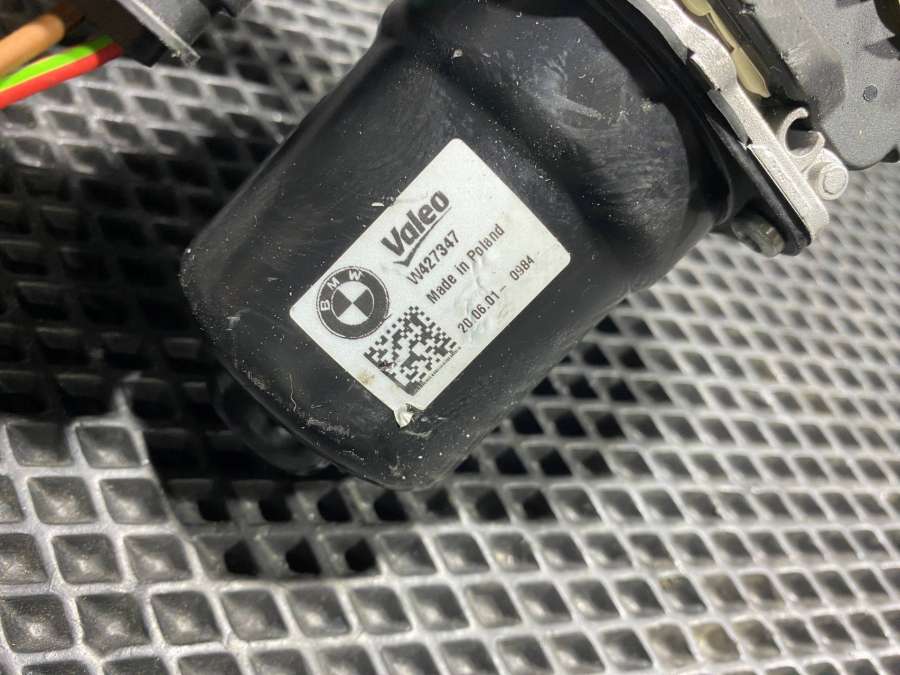 Valeo
W427347
Made in Poland
20.06.01- 0984
BMW